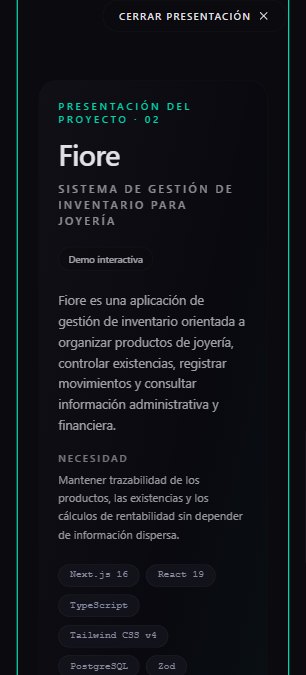 CERRAR PRESENTACIÓN ×
PRESENTACIÓN DEL
PROYECTO · 02
Fiore
SISTEMA DE GESTIÓN DE
INVENTARIO PARA
JOYERÍA
Demo interactiva
Fiore es una aplicación de
gestión de inventario orientada a
organizar productos de joyería,
controlar existencias, registrar
movimientos y consultar
información administrativa y
financiera.
NECESIDAD
Mantener trazabilidad de los
productos, las existencias y los
cálculos de rentabilidad sin depender
de información dispersa.
Next.js 16 React 19
TypeScript
Tailwind CSS v4
PostgreSQL Zod